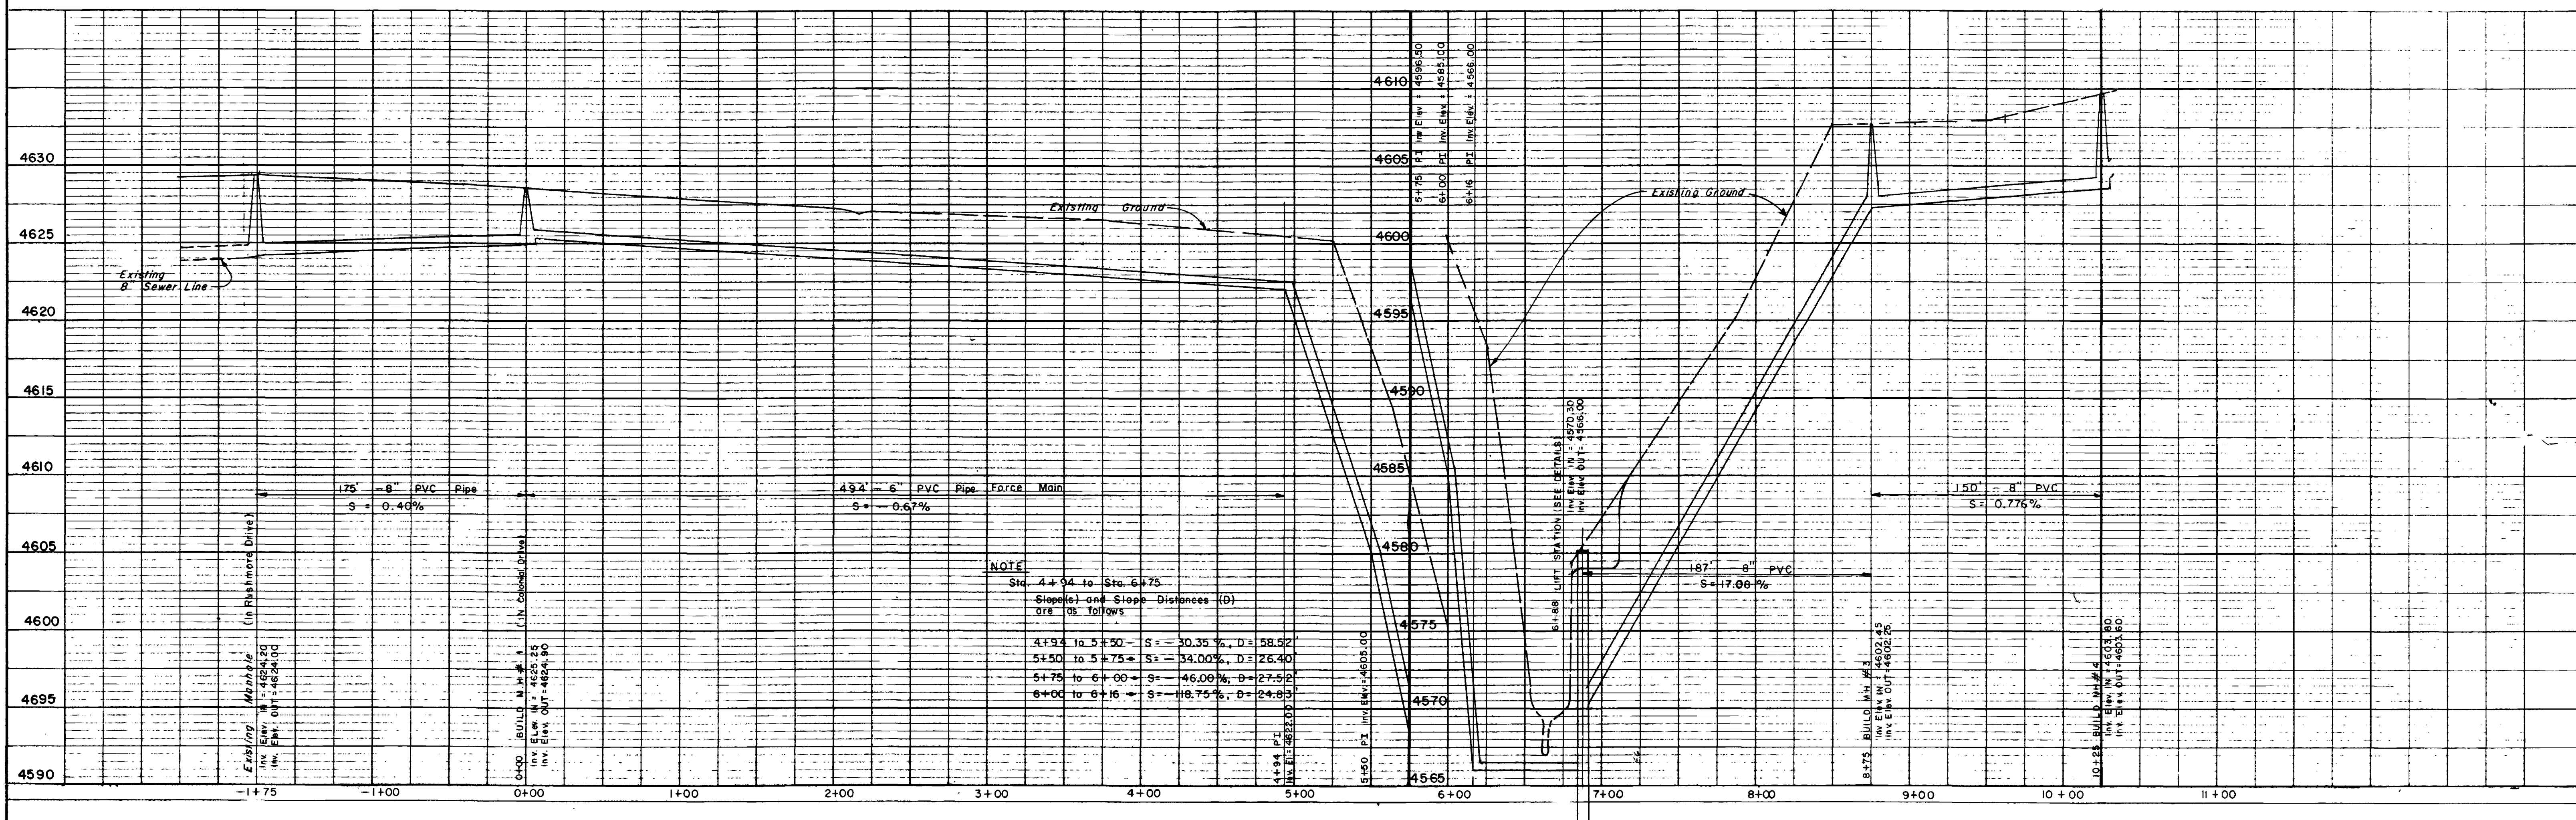 4630
4625
4620
4615
4610
4605
4600
4695
4590
Existing
8" Sewer Line
175' - 8" PVC Pipe
S = 0.40%
Existing Manhole (in Rushmore Drive)
Inv. Elev. IN = 4624.20
Inv. Elev. OUT = 4624.00
0+00 BUILD M.H. # 1 (IN Colonial Drive)
Inv. ELev. IN = 4625.25
Inv. Elev. OUT = 4624.90
494' - 6" PVC Pipe Force Main
S = - 0.67%
Existing Ground
NOTE
Sta. 4+94 to Sta. 6+75
Slope(s) and Slope Distances (D)
are as follows
4+94 to 5+50 - S = - 30.35 %, D = 58.52'
5+50 to 5+75 - S = - 34.00%, D = 26.40'
5+75 to 6+00 - S = - 46.00%, D = 27.52'
6+00 to 6+16 - S = -118.75%, D = 24.83'
4+94 PI
Inv. El. = 4622.00
5+50 PI Inv. Elev. = 4605.00
4610
4605
4600
4595
4590
4585
4580
4575
4570
4565
5+75 PI Inv. Elev. = 4596.50
6+00 PI Inv. Elev. = 4585.00
6+16 PI Inv. Elev. = 4566.00
Existing Ground
6+88 LIFT STATION (SEE DETAILS)
Inv Elev IN = 4570.30
Inv. Elev. OUT = 4566.00
187' 8" PVC
S = 17.08 %
150' - 8" PVC
S = 0.776%
8+75 BUILD MH #3
Inv Elev. IN = 4602.45
Inv Elev OUT = 4602.25
10+25 BUILD MH #4
Inv. Elev. IN = 4603.80
Inv Elev. OUT = 4603.60
-1+75
-1+00
0+00
1+00
2+00
3+00
4+00
5+00
6+00
7+00
8+00
9+00
10+00
11+00